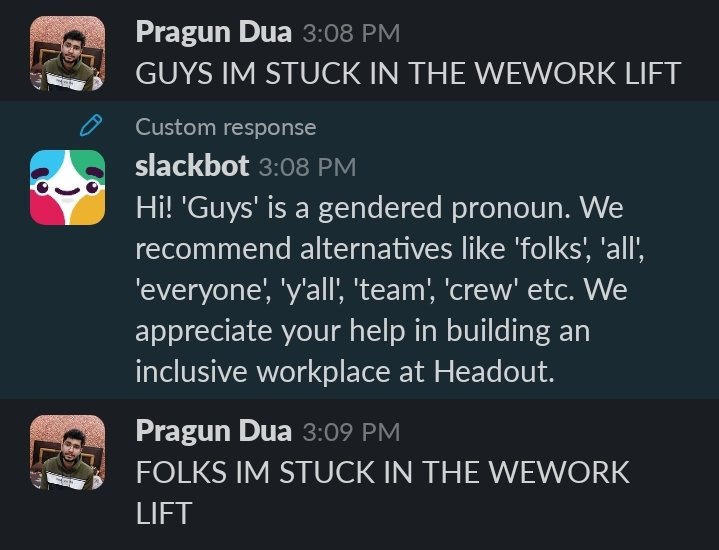 Pragun Dua 3:08 PM
GUYS IM STUCK IN THE WEWORK LIFT
Custom response
slackbot 3:08 PM
Hi! 'Guys' is a gendered pronoun. We
recommend alternatives like 'folks', 'all',
'everyone', 'y'all', 'team', 'crew' etc. We
appreciate your help in building an
inclusive workplace at Headout.
Pragun Dua 3:09 PM
FOLKS IM STUCK IN THE WEWORK
LIFT